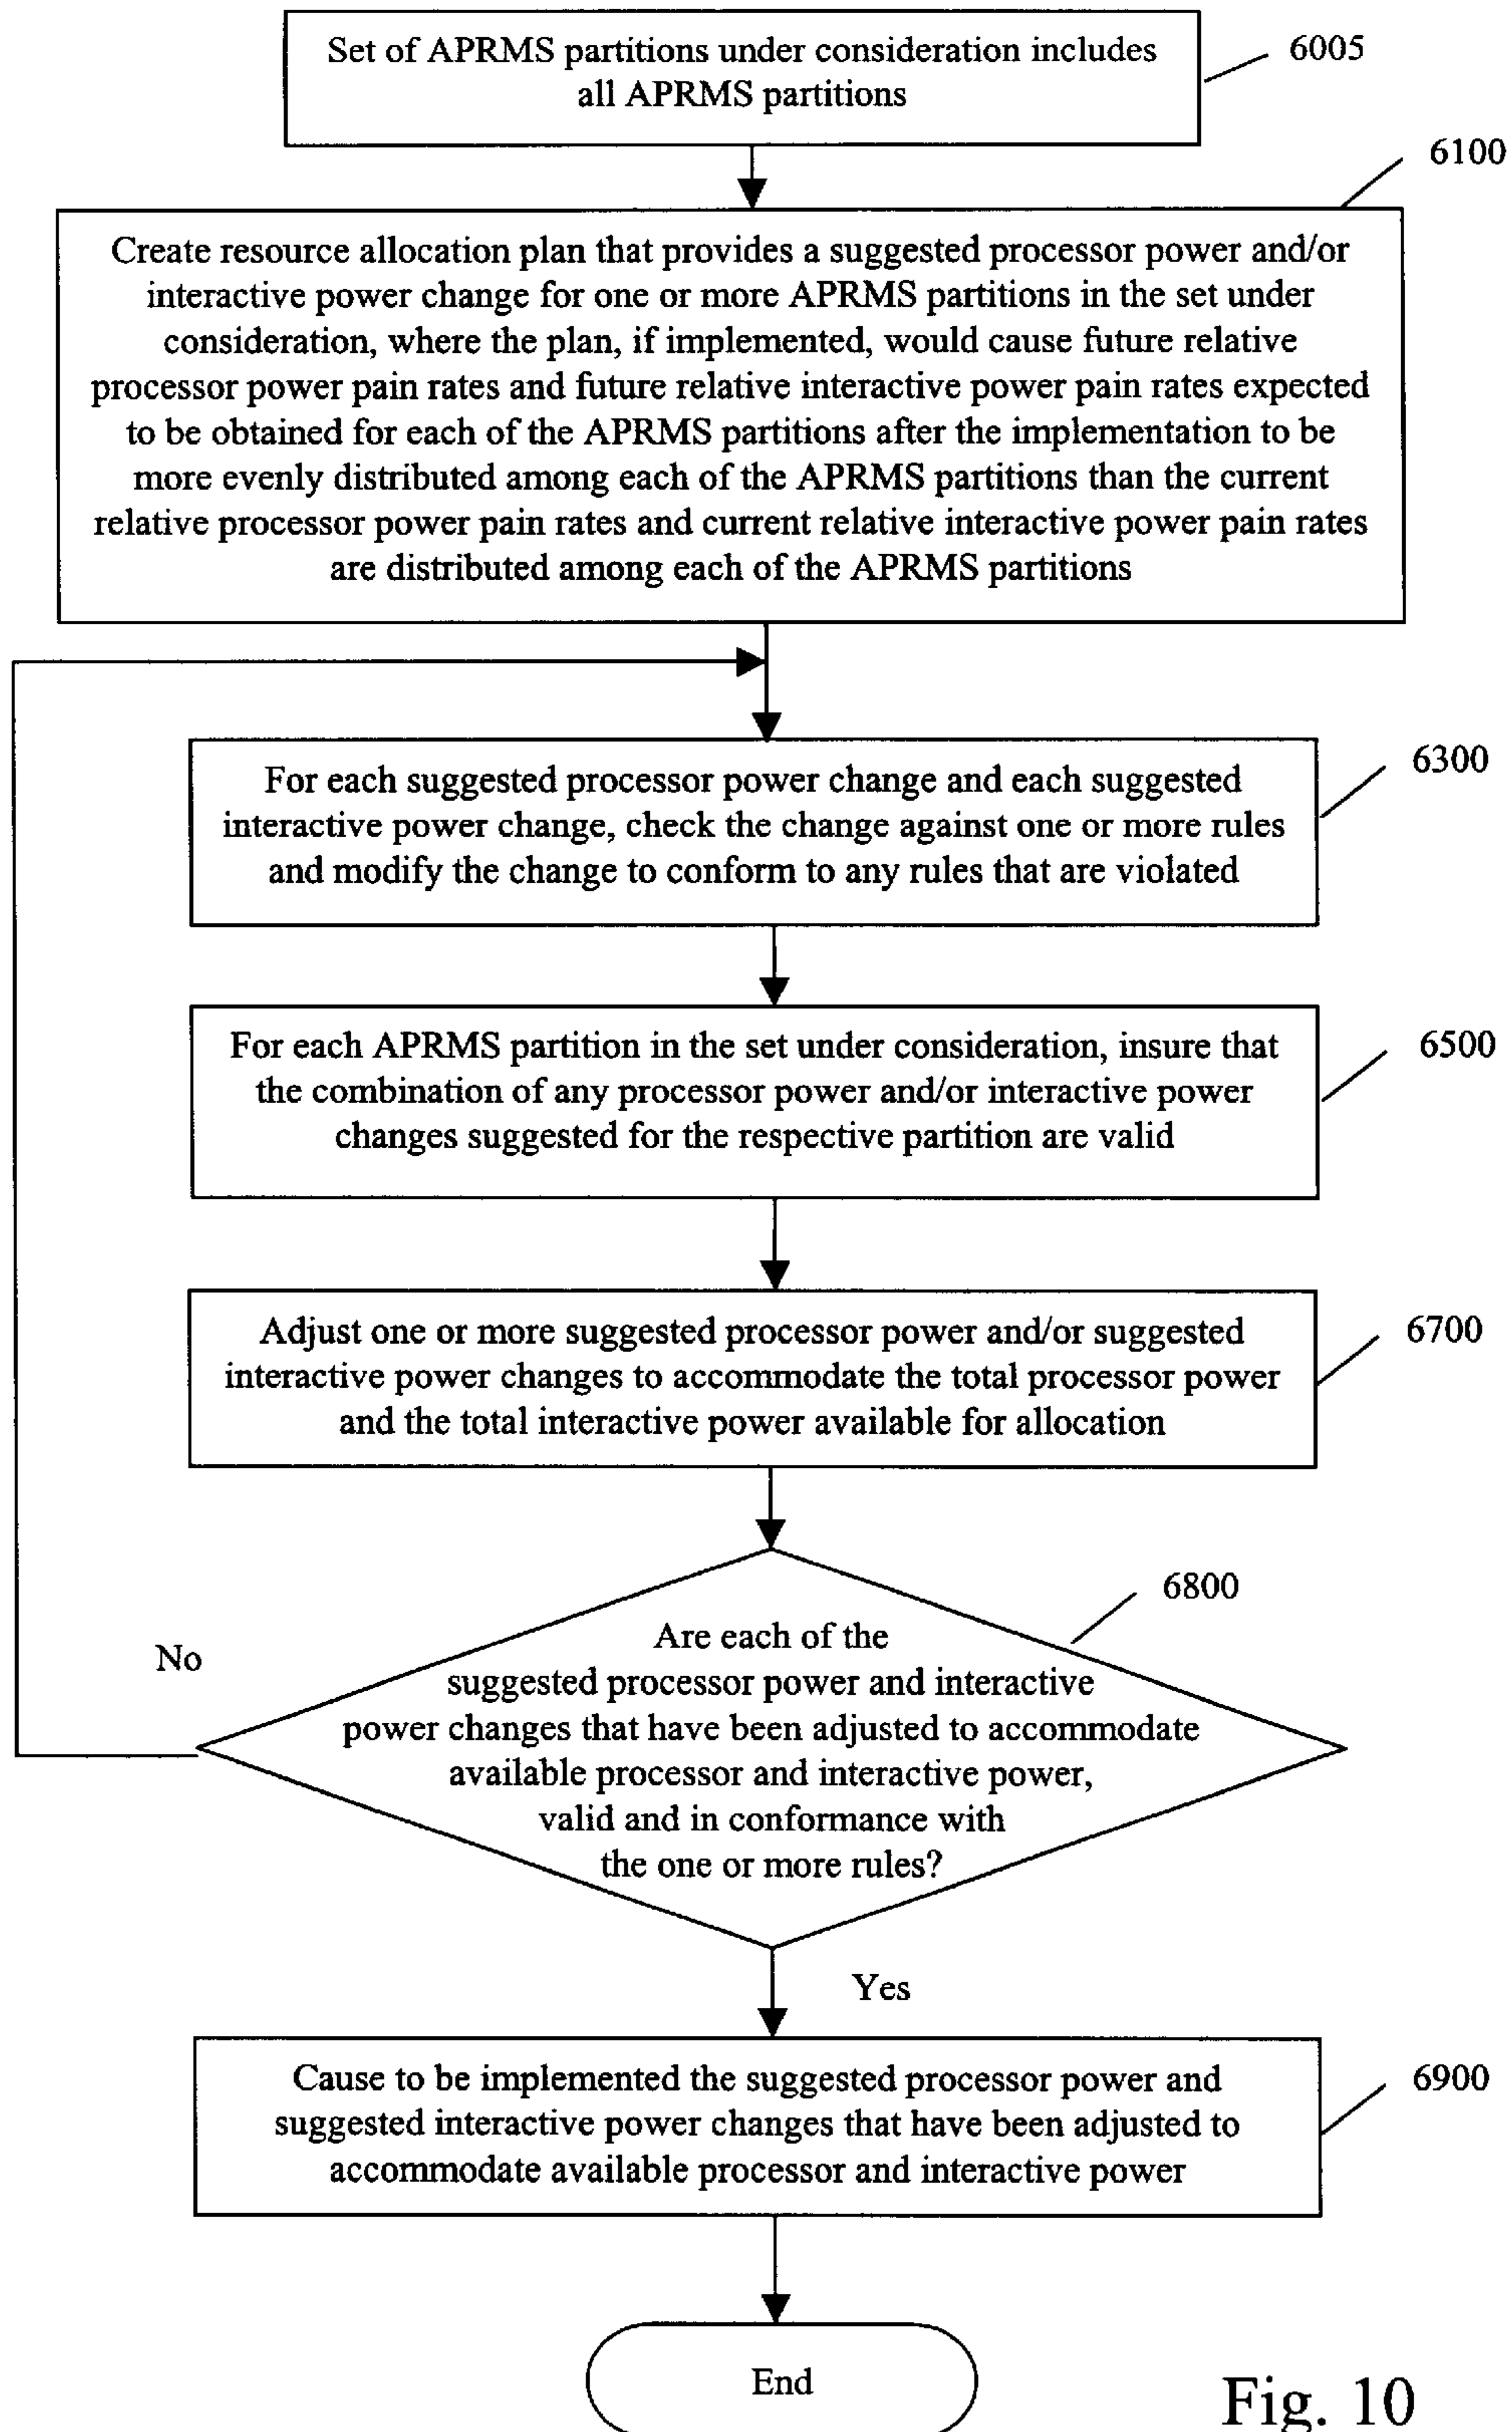 Set of APRMS partitions under consideration includes
all APRMS partitions
6005
6100
Create resource allocation plan that provides a suggested processor power and/or
interactive power change for one or more APRMS partitions in the set under
consideration, where the plan, if implemented, would cause future relative
processor power pain rates and future relative interactive power pain rates expected
to be obtained for each of the APRMS partitions after the implementation to be
more evenly distributed among each of the APRMS partitions than the current
relative processor power pain rates and current relative interactive power pain rates
are distributed among each of the APRMS partitions
For each suggested processor power change and each suggested
interactive power change, check the change against one or more rules
and modify the change to conform to any rules that are violated
6300
For each APRMS partition in the set under consideration, insure that
the combination of any processor power and/or interactive power
changes suggested for the respective partition are valid
6500
Adjust one or more suggested processor power and/or suggested
interactive power changes to accommodate the total processor power
and the total interactive power available for allocation
6700
6800
No
Are each of the
suggested processor power and interactive
power changes that have been adjusted to accommodate
available processor and interactive power,
valid and in conformance with
the one or more rules?
Yes
Cause to be implemented the suggested processor power and
suggested interactive power changes that have been adjusted to
accommodate available processor and interactive power
6900
End
Fig. 10